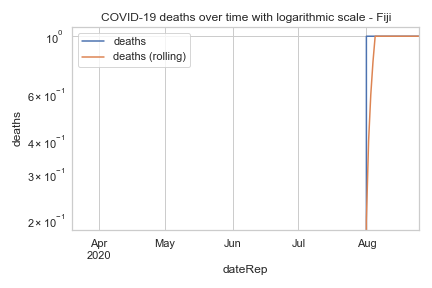 COVID-19 deaths over time with logarithmic scale - Fiji
deaths
deaths (rolling)
10⁰
6 × 10⁻¹
4 × 10⁻¹
3 × 10⁻¹
2 × 10⁻¹
deaths
Apr
2020
May
Jun
Jul
Aug
dateRep